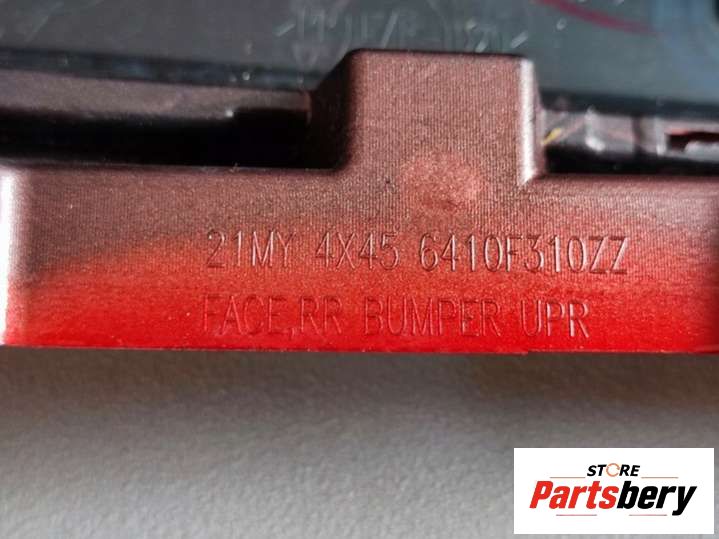 21MY 4X45 6410F310ZZ
FACE,RR BUMPER UPR
STORE
Partsbery